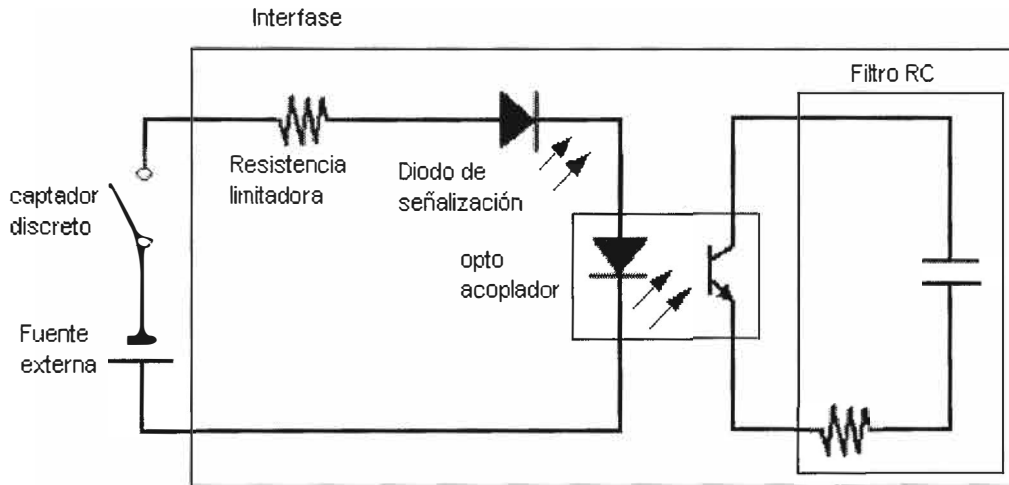 Interfase
Filtro RC
Resistencia
limitadora
Diodo de
señalización
captador
discreto
opto
acoplador
Fuente
externa